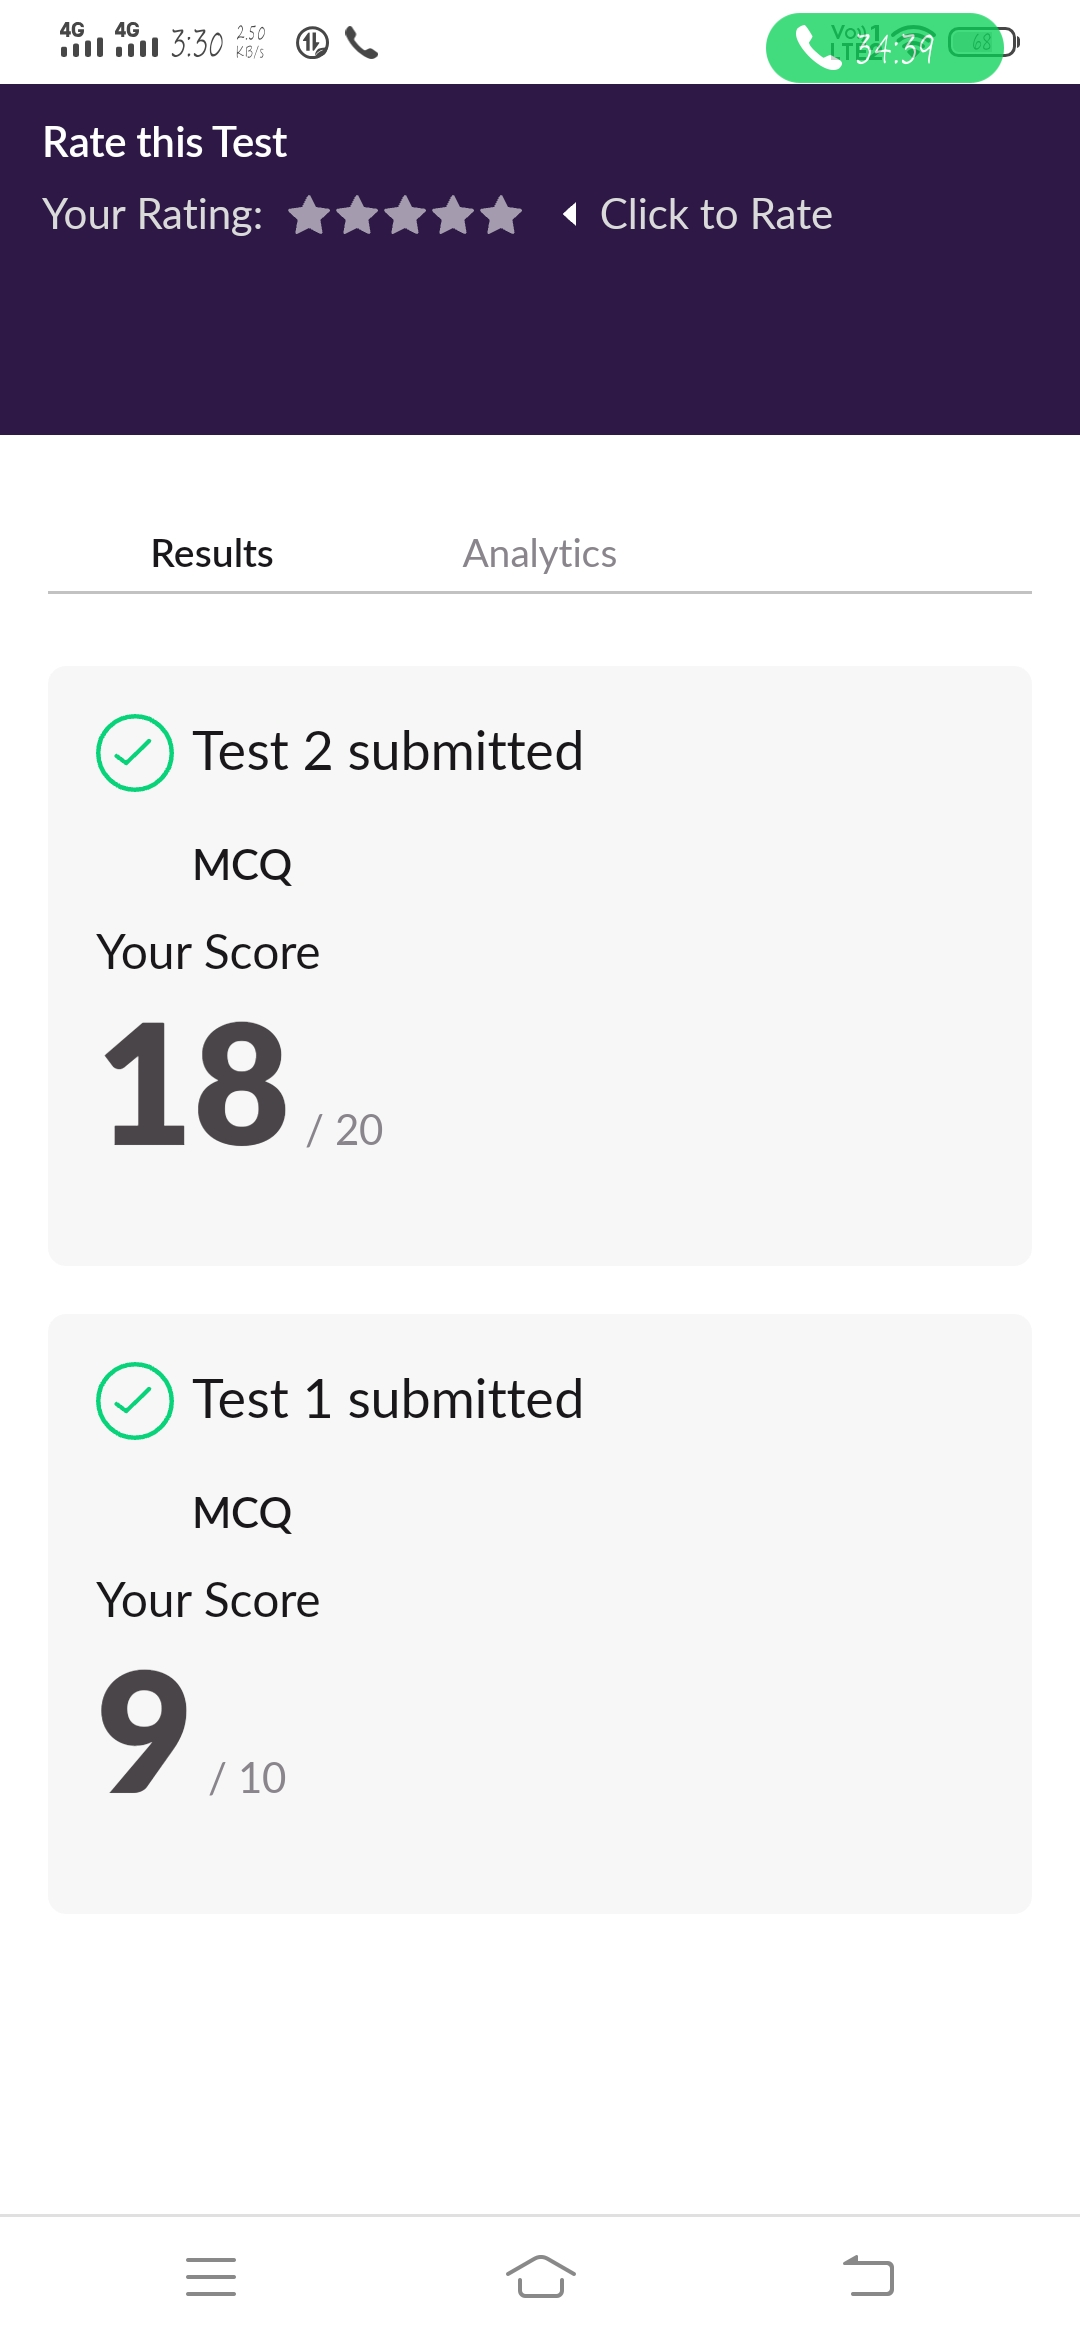 4G 4G 3:30 2.50 KB/s 34:39 68
Rate this Test
Your Rating: Click to Rate
Results Analytics
Test 2 submitted
MCQ
Your Score
18 / 20
Test 1 submitted
MCQ
Your Score
9 / 10